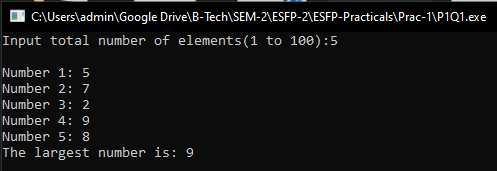 C:\Users\admin\Google Drive\B-Tech\SEM-2\ESFP-2\ESFP-Practicals\Prac-1\P1Q1.exe
Input total number of elements(1 to 100):5
Number 1: 5
Number 2: 7
Number 3: 2
Number 4: 9
Number 5: 8
The largest number is: 9